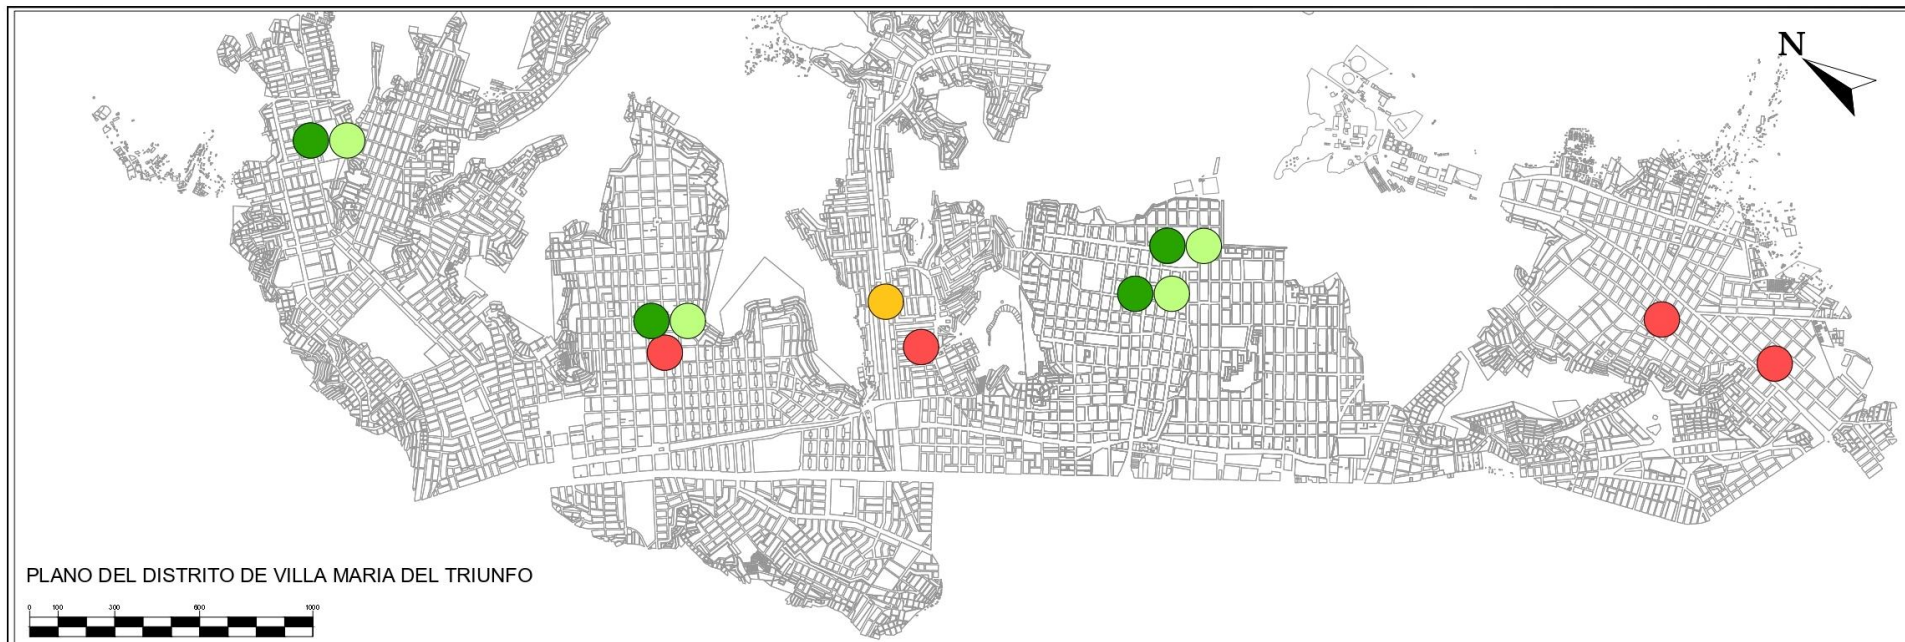 N
PLANO DEL DISTRITO DE VILLA MARIA DEL TRIUNFO
0 100 300 600 1000